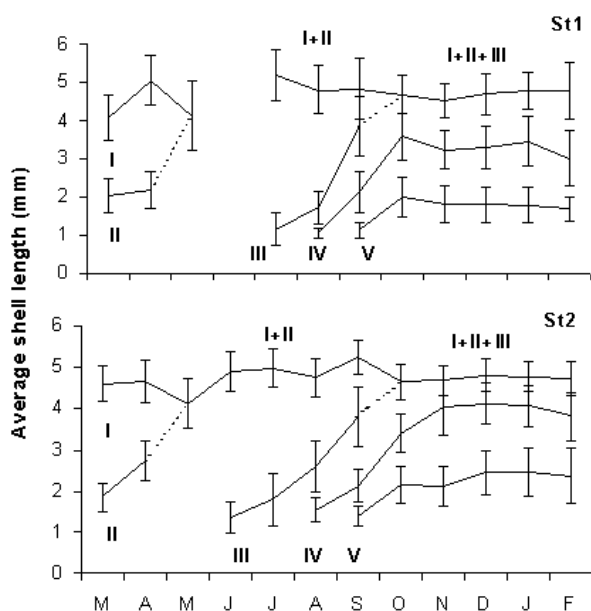 St1
I+II
I+II+III
6
5
4
3
2
1
0
I
II
III
IV
V
Average shell length (mm)
St2
I+II
I+II+III
6
5
4
3
2
1
0
I
II
III
IV
V
M A M J J A S O N D J F